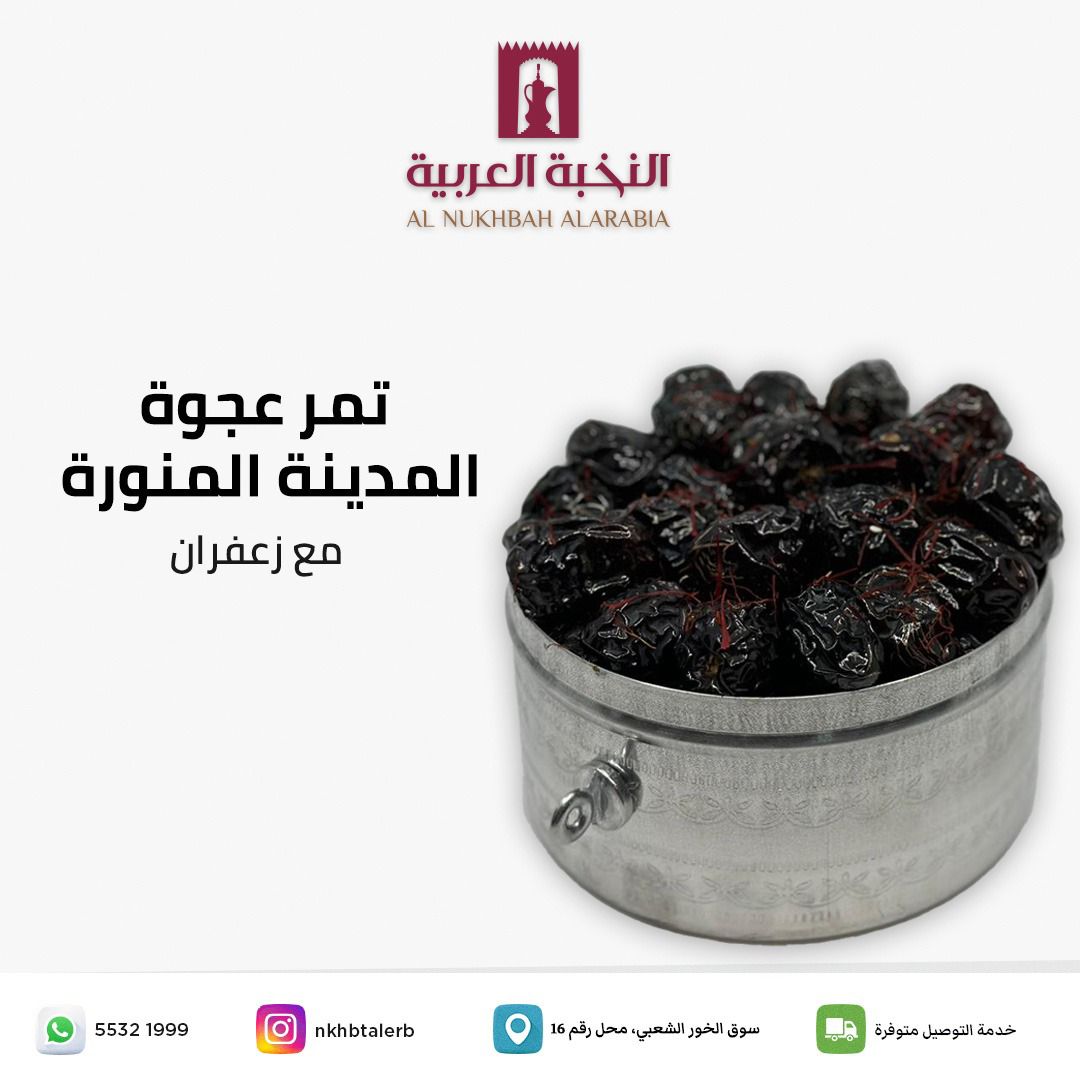 النخبة العربية
AL NUKHBAH ALARABIA
تمر عجوة
المدينة المنورة
مع زعفران
5532 1999
nkhbtalerb
سوق الخور الشعبي، محل رقم 16
خدمة التوصيل متوفرة